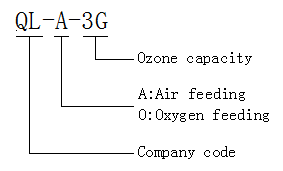 QL-A-3G
Ozone capacity
A:Air feeding
O:Oxygen feeding
Company code